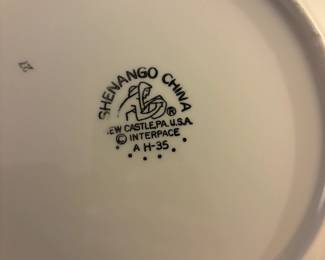 SHENANGO CHINA
®
EW CASTLE, PA. U.S.A.
© INTERPACE
A H-35